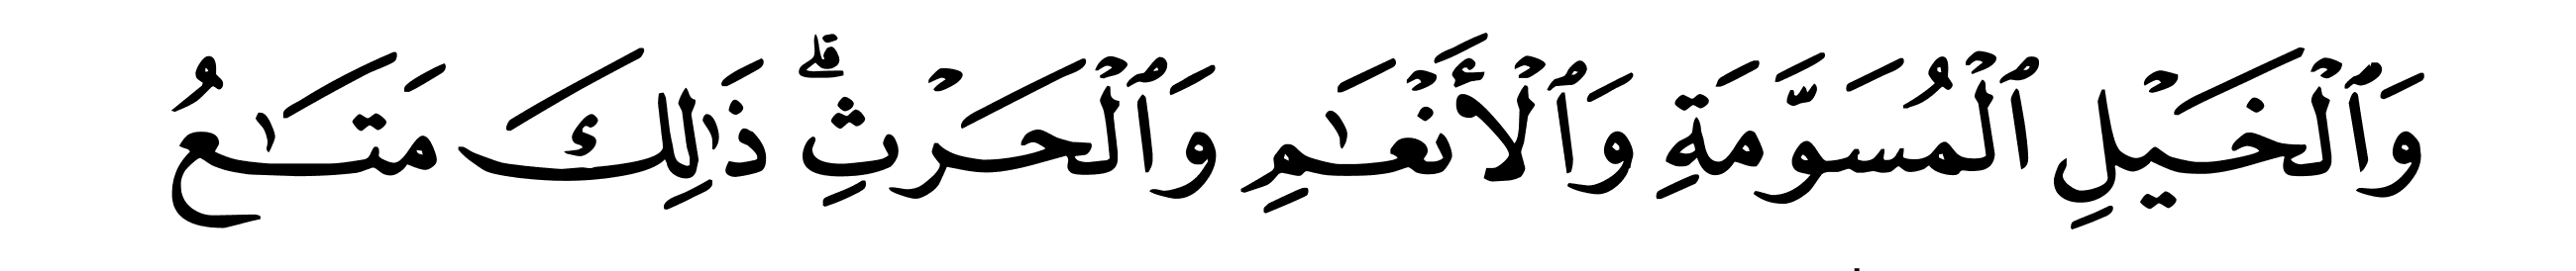 وَٱلْخَيْلِ ٱلْمُسَوَّمَةِ وَٱلْأَنْعَـٰمِ وَٱلْحَرْثِ ۗ ذَٰلِكَ مَتَـٰعُ